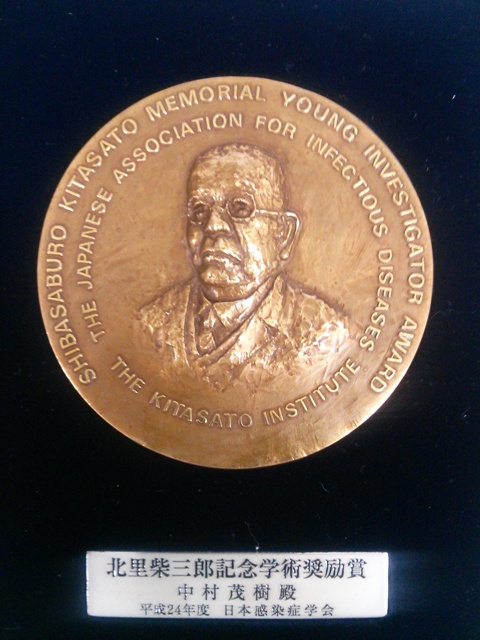 SHIBASABURO KITASATO MEMORIAL YOUNG INVESTIGATOR AWARD
THE JAPANESE ASSOCIATION FOR INFECTIOUS DISEASES
THE KITASATO INSTITUTE
北里柴三郎記念学術奨励賞
中村茂樹殿
平成24年度 日本感染症学会